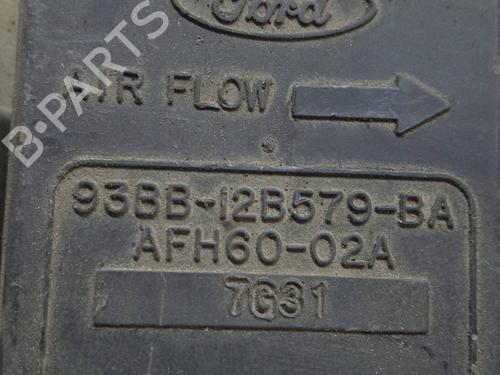 Ford
AIR FLOW
93BB-12B579-BA
AFH60-02A
7G31
B-PARTS